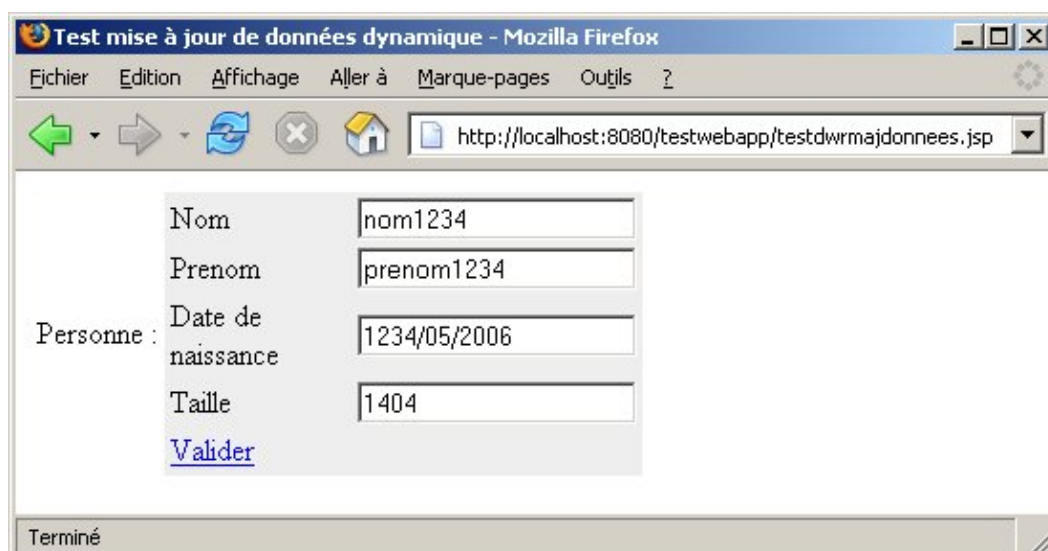 Test mise à jour de données dynamique - Mozilla Firefox
Fichier Edition Affichage Aller à Marque-pages Outils ?
http://localhost:8080/testwebapp/testdwrmajdonnees.jsp
Nom nom1234
Prenom prenom1234
Personne :
Date de
naissance
1234/05/2006
Taille 1404
Valider
Terminé